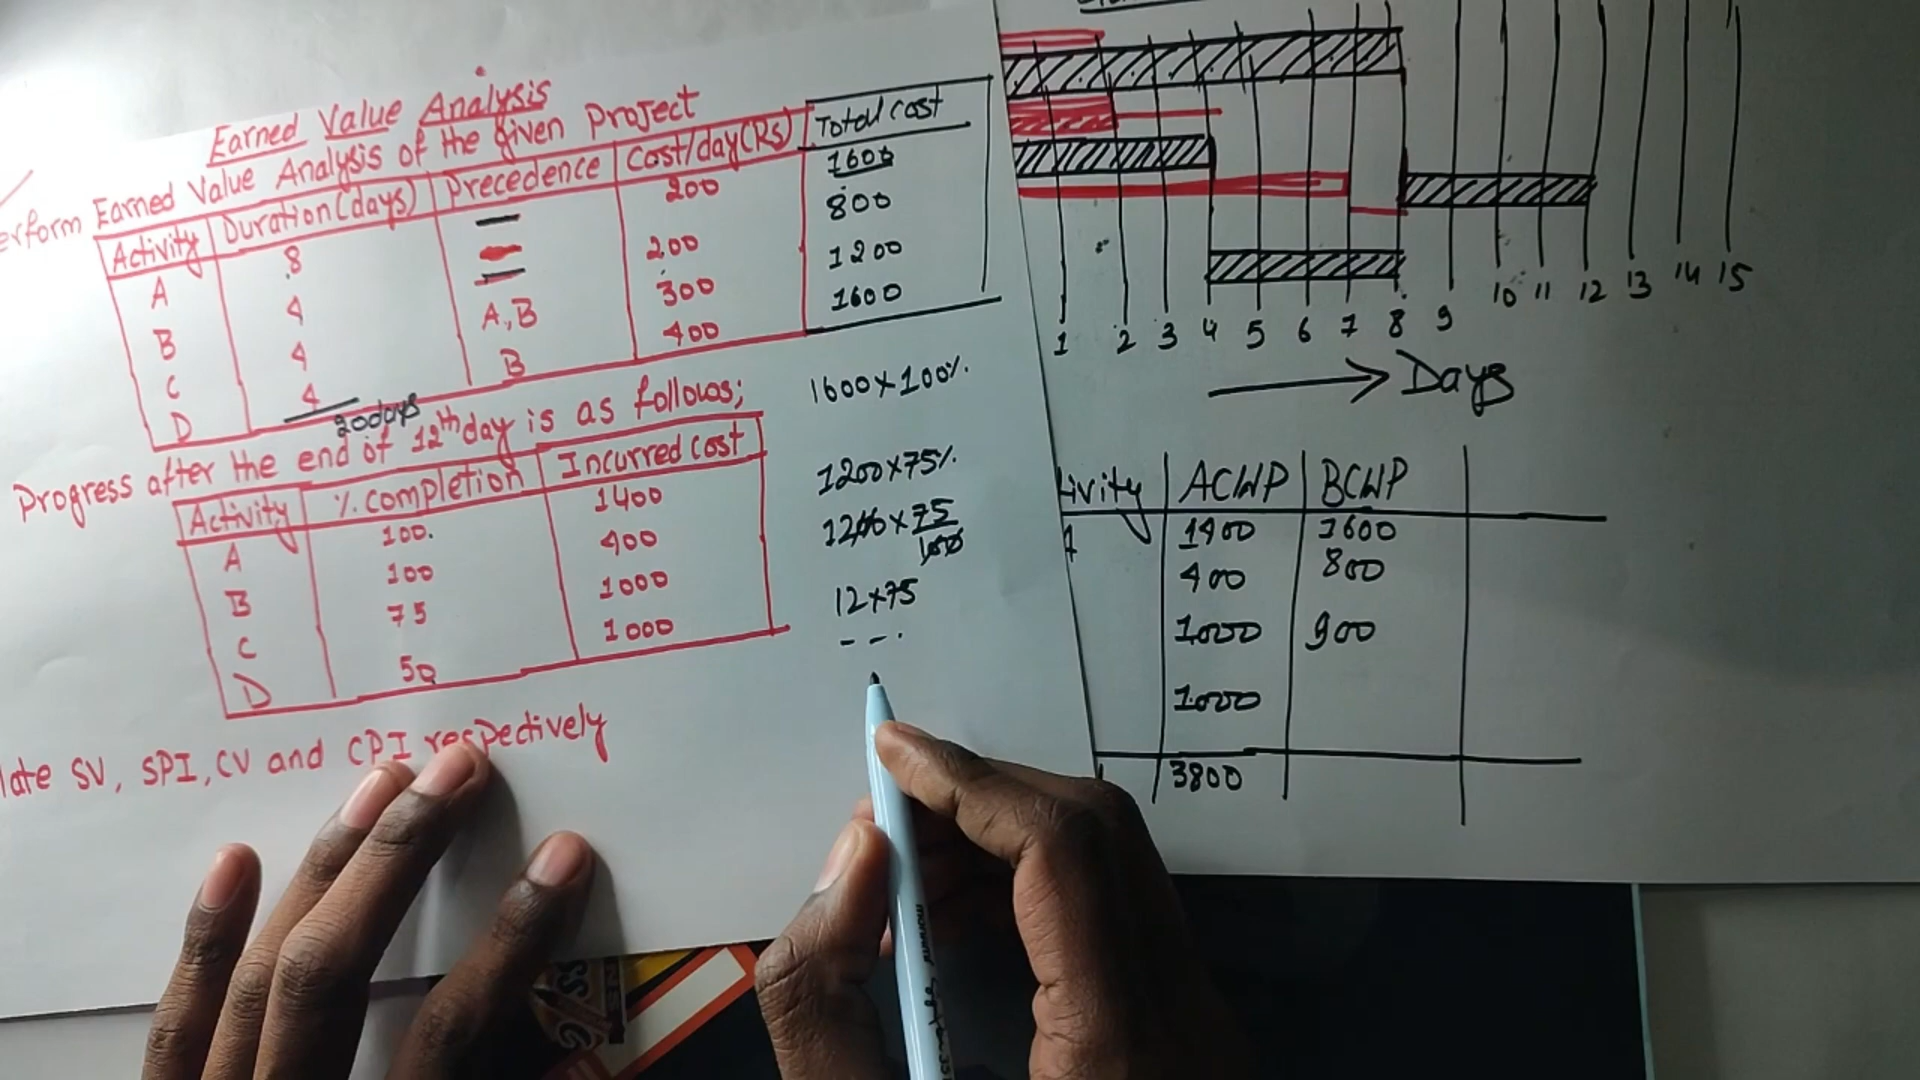 Earned Value Analysis
erform Earned Value Analysis of the given Project
Activity Duration(days) Precedence Cost/day(Rs) Total cost
A 8 — 200 1600
B 4 — 200 800
C 4 A,B 300 1200
D 4 B 400 1600
20days
Progress after the end of 12th day is as follows;
Activity % completion Incurred cost
A 100 1400
B 100 400
C 75 1000
D 50 1000
late SV, SPI, CV and CPI respectively
1600 x 100%
1200 x 75%
1200 x 75/100
12 x 75
---
1 2 3 4 5 6 7 8 9 10 11 12 13 14 15
Days
tivity ACWP BCWP
A 1400 1600
400 800
1000 900
1000
3800